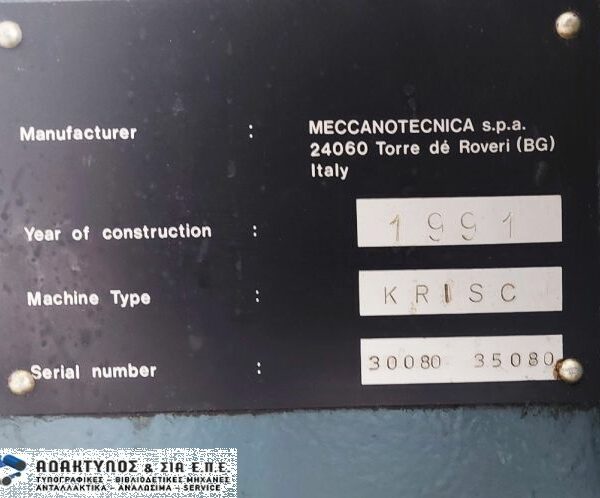 Manufacturer : MECCANOTECNICA s.p.a.
24060 Torre dé Roveri (BG)
Italy
Year of construction : 1991
Machine Type : KRISC
Serial number : 30080 35080
ΑΔΑΚΤΥΛΟΣ & ΣΙΑ Ε.Π.Ε.
ΤΥΠΟΓΡΑΦΙΚΕΣ - ΒΙΒΛΙΟΔΕΤΙΚΕΣ ΜΗΧΑΝΕΣ
ΑΝΤΑΛΛΑΚΤΙΚΑ - ΑΝΑΛΩΣΙΜΑ - SERVICE